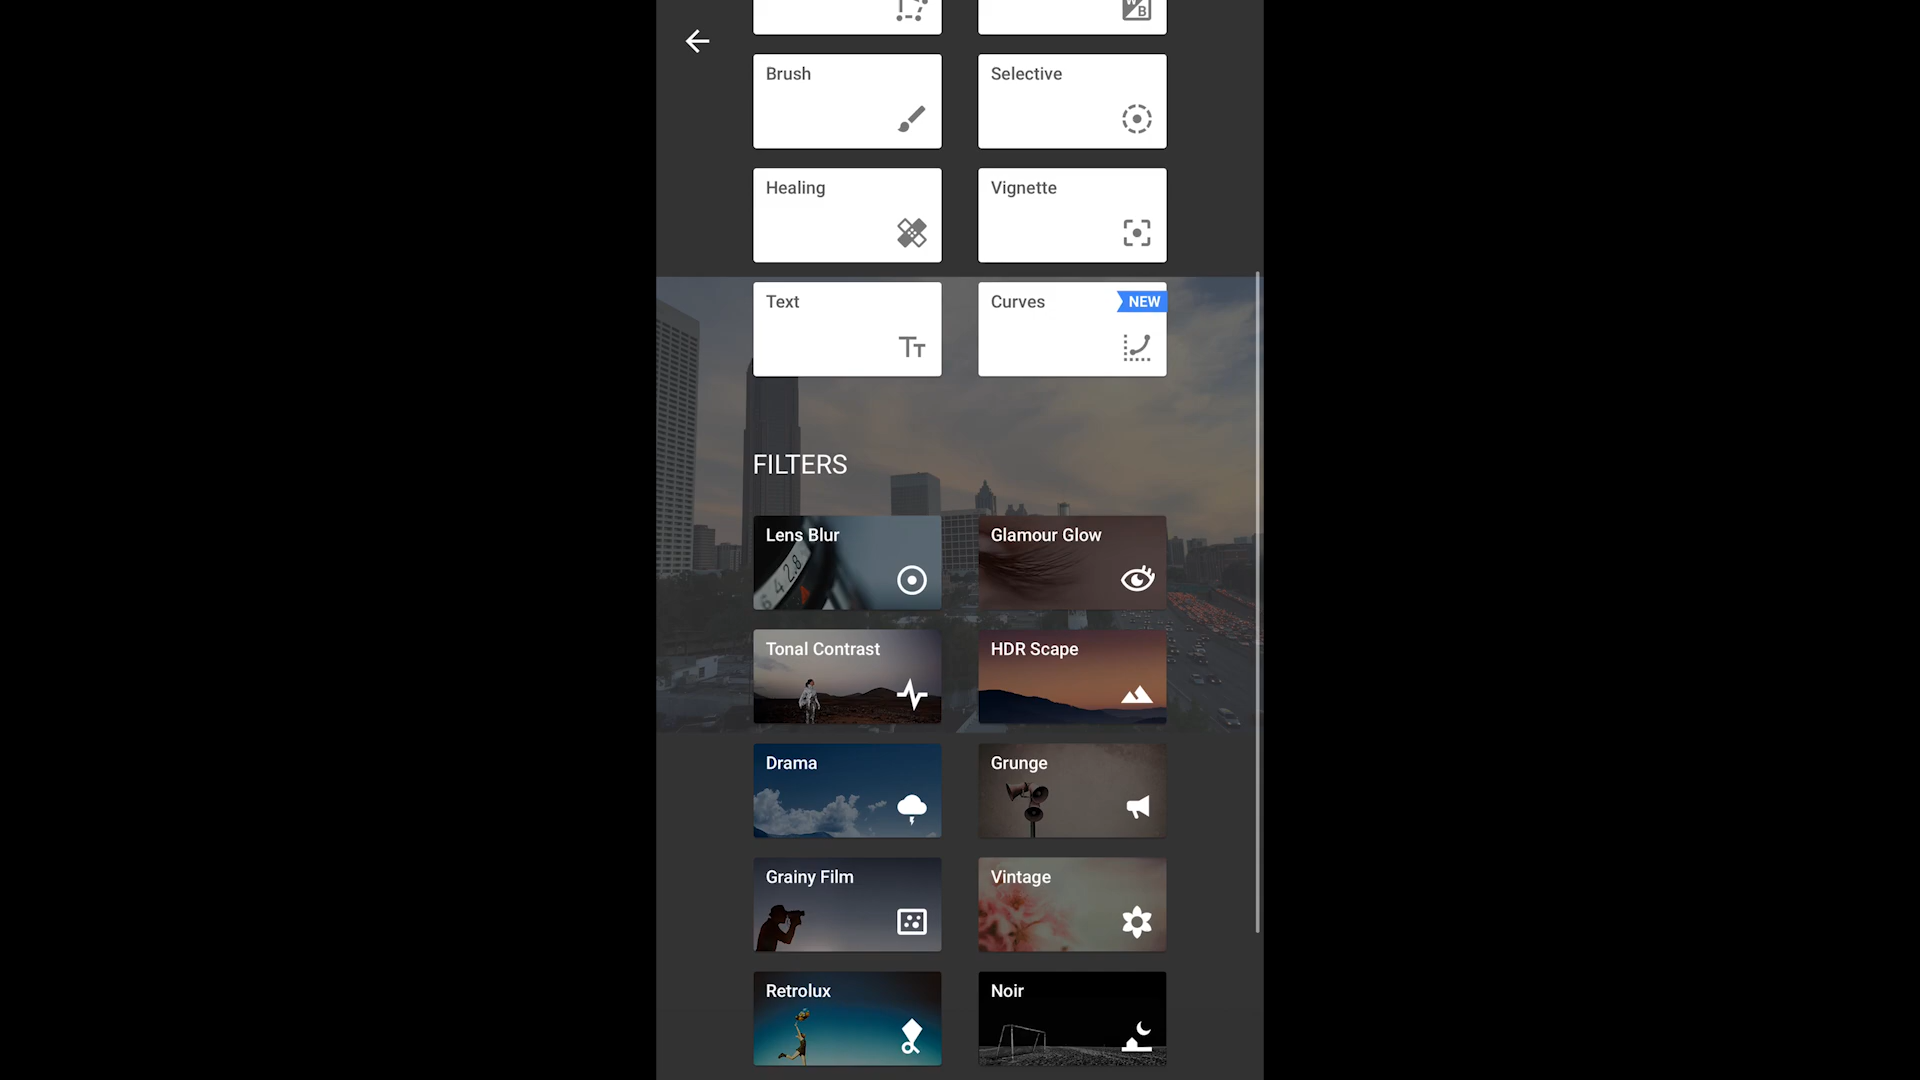 Brush
Selective
Healing
Vignette
Text
TT
Curves
NEW
FILTERS
Lens Blur
Glamour Glow
Tonal Contrast
HDR Scape
Drama
Grunge
Grainy Film
Vintage
Retrolux
Noir